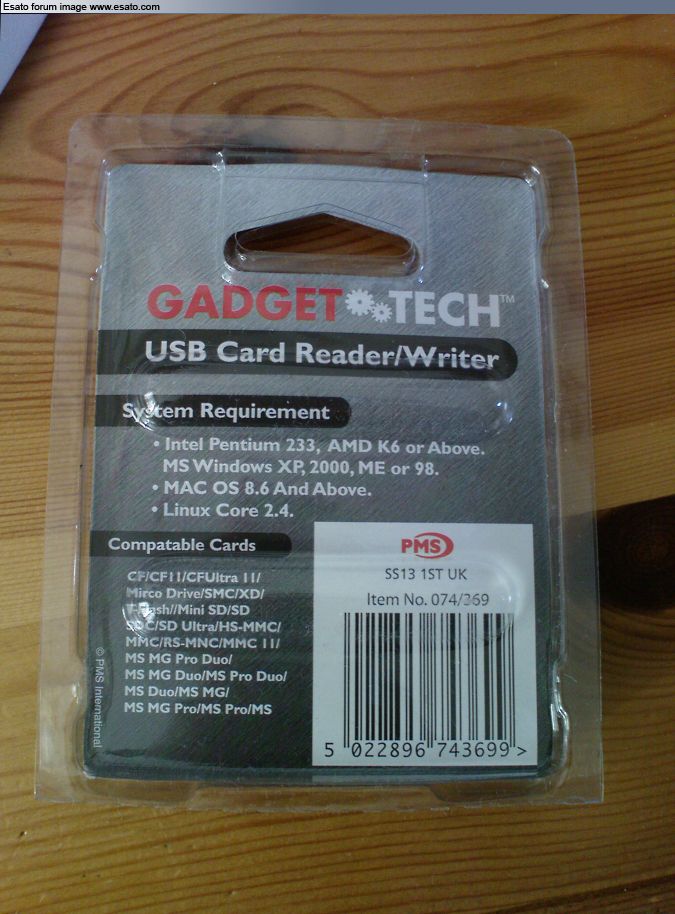 Esato forum image www.esato.com
GADGET TECH™
USB Card Reader/Writer
System Requirement
• Intel Pentium 233, AMD K6 or Above.
MS Windows XP, 2000, ME or 98.
• MAC OS 8.6 And Above.
• Linux Core 2.4.
Compatable Cards
CF/CF11/CFUltra 11/
Mirco Drive/SMC/XD/
T-Flash//Mini SD/SD
SDC/SD Ultra/HS-MMC/
MMC/RS-MNC/MMC 11/
MS MG Pro Duo/
MS MG Duo/MS Pro Duo/
MS Duo/MS MG/
MS MG Pro/MS Pro/MS
© PMS International
PMS
SS13 1ST UK
Item No. 074/369
5 022896 743699 >